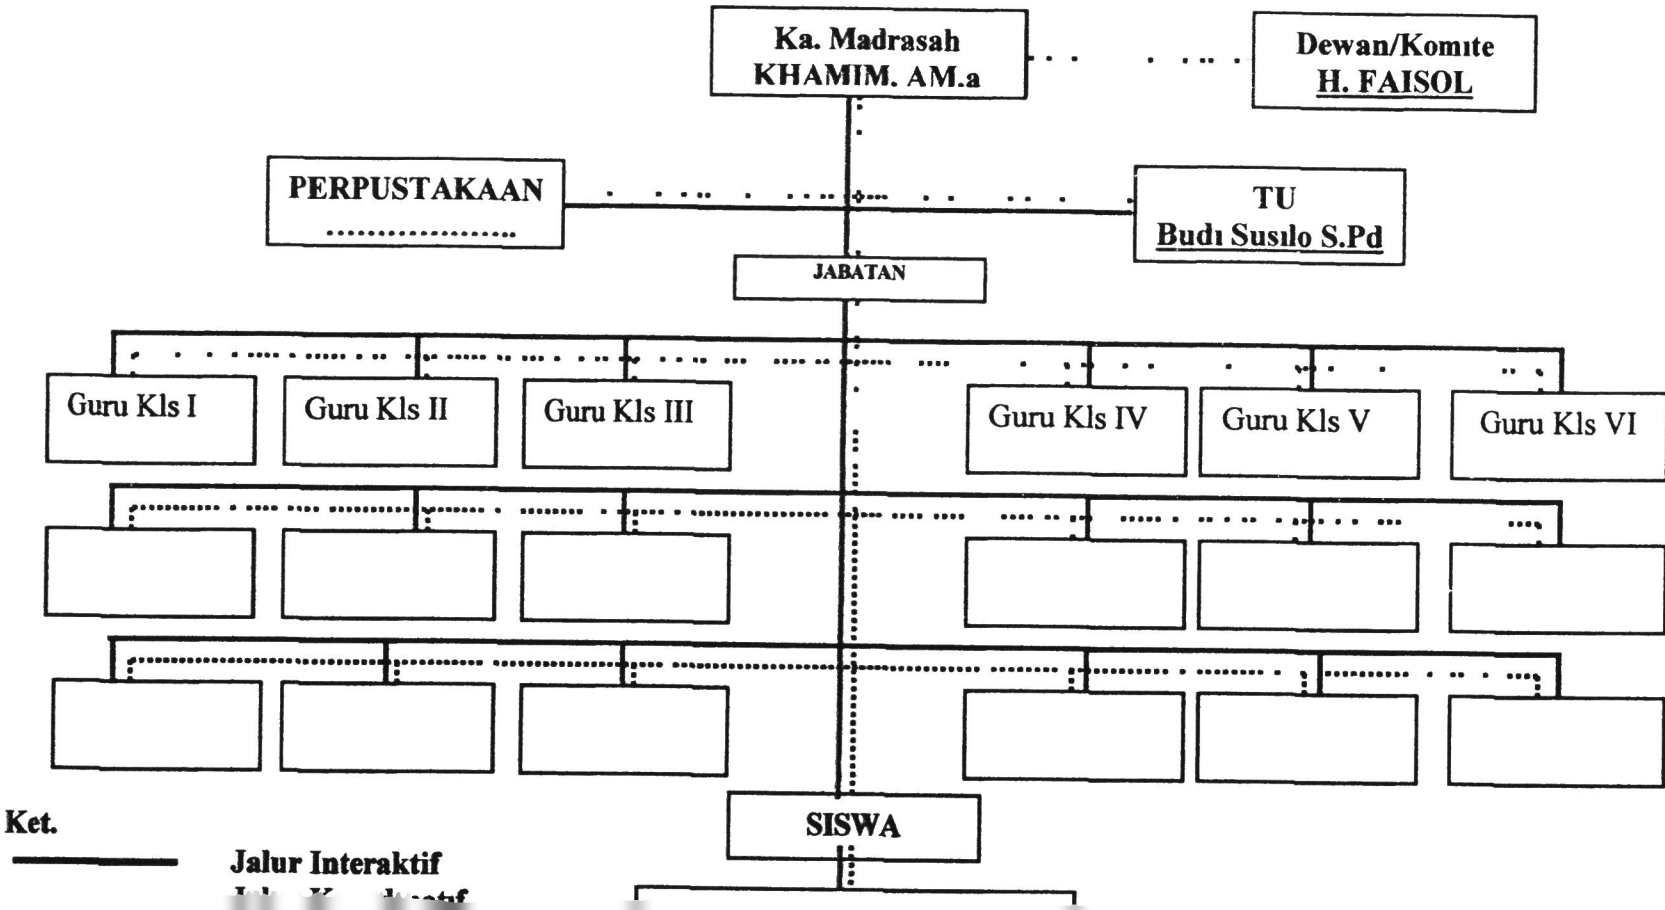 Ka. Madrasah
KHAMIM. AM.a
Dewan/Komite
H. FAISOL
PERPUSTAKAAN
...................
TU
Budi Susilo S.Pd
JABATAN
Guru Kls I
Guru Kls II
Guru Kls III
Guru Kls IV
Guru Kls V
Guru Kls VI
SISWA
Ket.
Jalur Interaktif